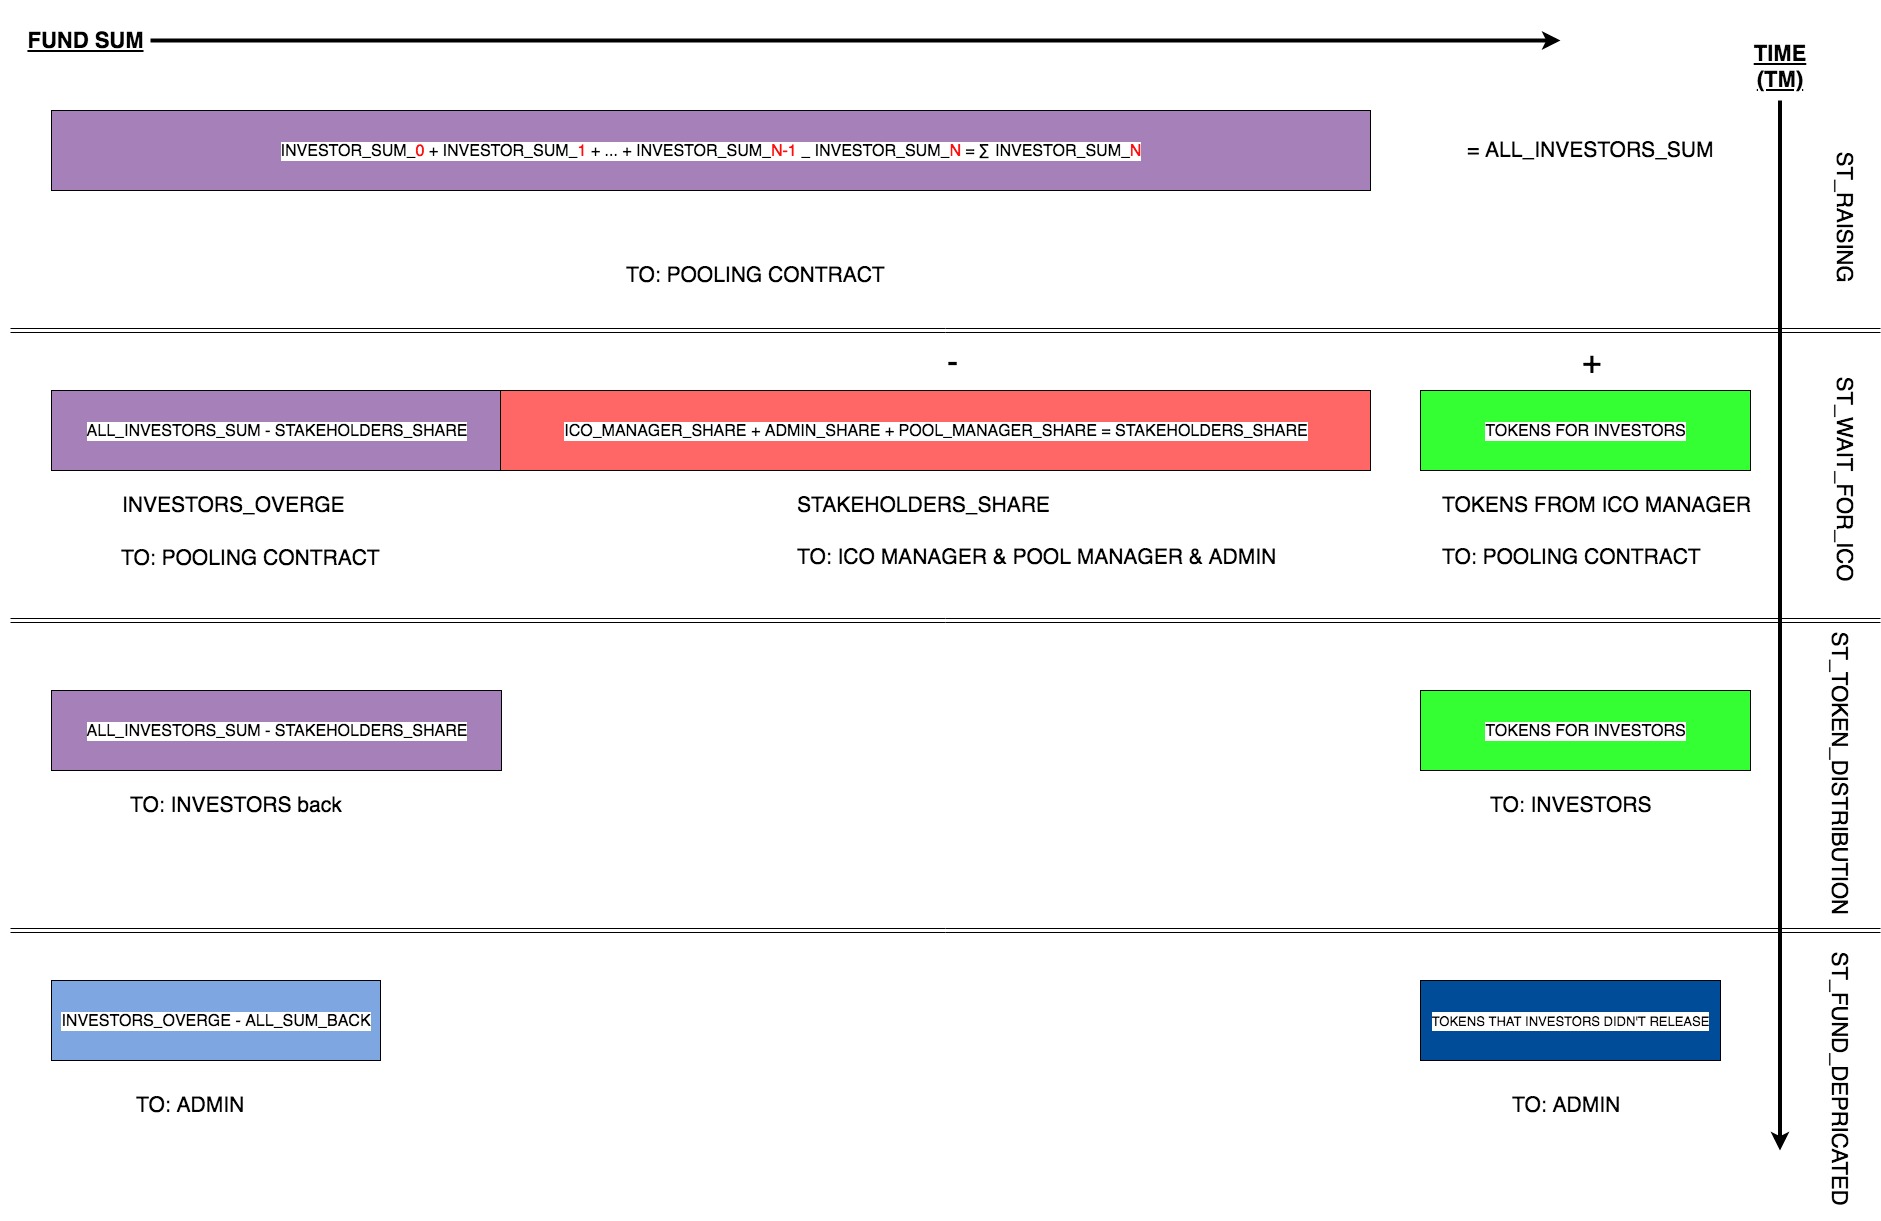 FUND SUM
TIME
(TM)
INVESTOR_SUM_0 + INVESTOR_SUM_1 + ... + INVESTOR_SUM_N-1 _ INVESTOR_SUM_N = ∑ INVESTOR_SUM_N
= ALL_INVESTORS_SUM
TO: POOLING CONTRACT
ST_RAISING
-
+
ALL_INVESTORS_SUM - STAKEHOLDERS_SHARE
ICO_MANAGER_SHARE + ADMIN_SHARE + POOL_MANAGER_SHARE = STAKEHOLDERS_SHARE
TOKENS FOR INVESTORS
INVESTORS_OVERGE
STAKEHOLDERS_SHARE
TOKENS FROM ICO MANAGER
TO: POOLING CONTRACT
TO: ICO MANAGER & POOL MANAGER & ADMIN
TO: POOLING CONTRACT
ST_WAIT_FOR_ICO
ALL_INVESTORS_SUM - STAKEHOLDERS_SHARE
TOKENS FOR INVESTORS
TO: INVESTORS back
TO: INVESTORS
ST_TOKEN_DISTRIBUTION
INVESTORS_OVERGE - ALL_SUM_BACK
TOKENS THAT INVESTORS DIDN'T RELEASE
TO: ADMIN
TO: ADMIN
ST_FUND_DEPRICATED